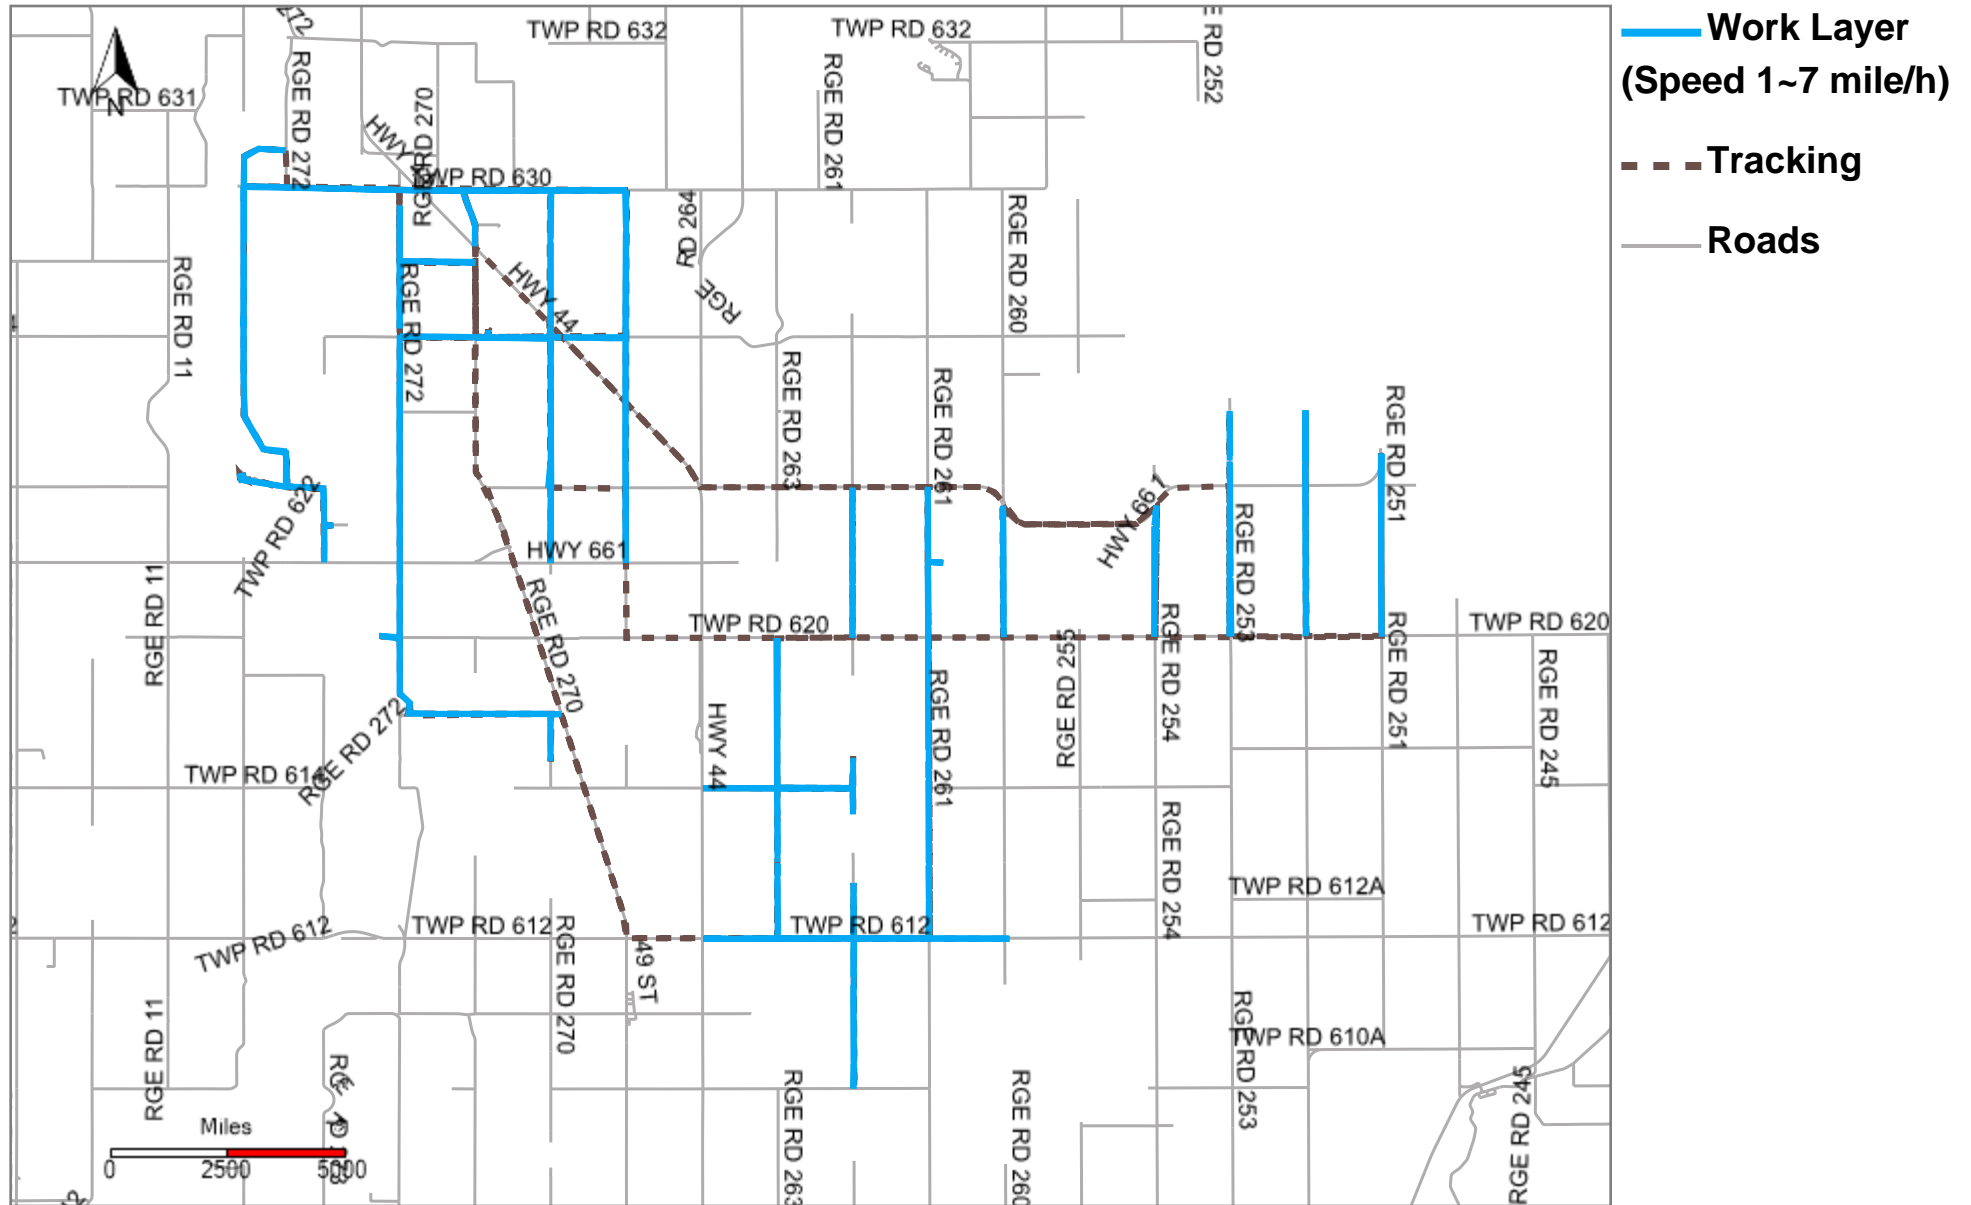 TWP RD 632
TWP RD 632
RGE RD 252
Work Layer
(Speed 1~7 mile/h)
Tracking
Roads
N
TWP RD 631
RGE RD 272
RGE RD 270
HWY
RGE RD 261
TWP RD 630
RGE RD 11
RGE RD 272
HWY 44
RD 264
RGE
RGE RD 260
RGE RD 263
RGE RD 261
RGE RD 251
TWP RD 622
HWY 661
HWY 661
RGE RD 253
RGE RD 11
RGE RD 270
TWP RD 620
TWP RD 620
RGE RD 255
RGE RD 254
RGE RD 251
RGE RD 245
RGE RD 272
HWY 44
RGE RD 261
TWP RD 614
RGE RD 254
TWP RD 612A
TWP RD 612
TWP RD 612
TWP RD 612
TWP RD 612
RGE RD 270
49 ST
RGE RD 11
RGE RD 253
TWP RD 610A
RGE RD 263
RGE RD 260
RGE RD 245
Miles
0 2500 5000